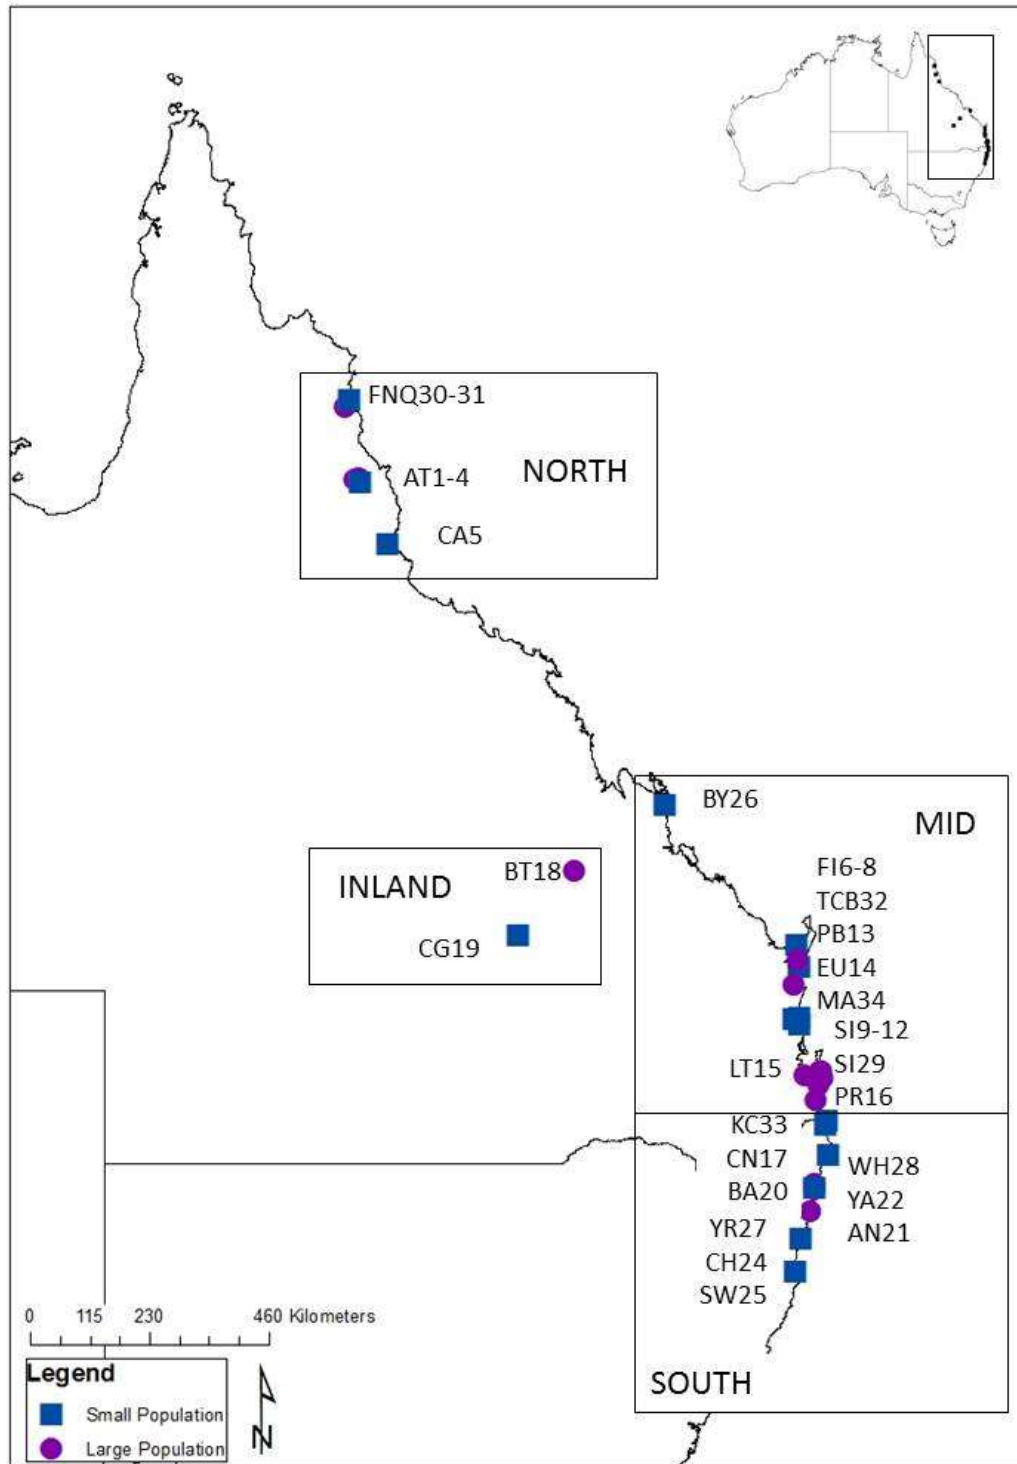 FNQ30-31
AT1-4
NORTH
CA5
BY26
MID
BT18
INLAND
CG19
FI6-8
TCB32
PB13
EU14
MA34
SI9-12
LT15
SI29
PR16
KC33
CN17
WH28
BA20
YA22
YR27
AN21
CH24
SW25
SOUTH
0 115 230 460 Kilometers
Legend
Small Population
Large Population
N